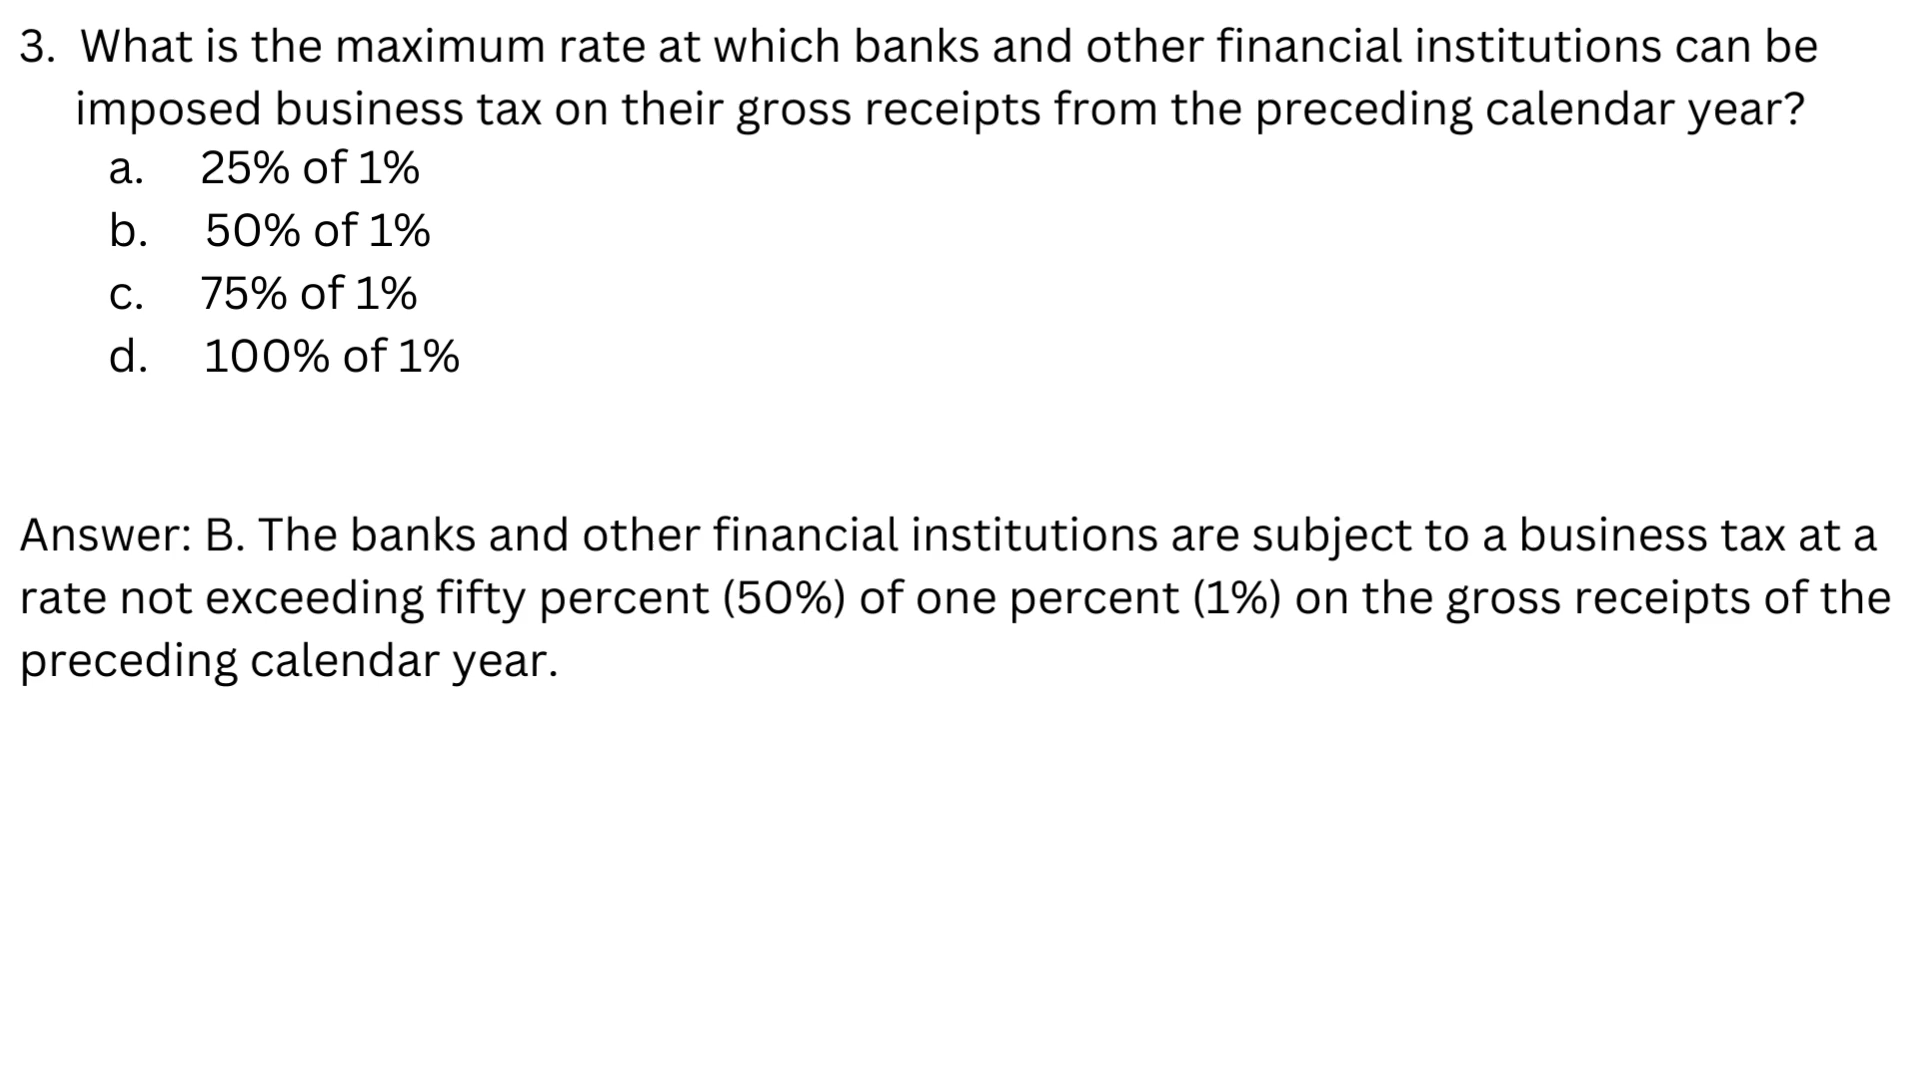 3. What is the maximum rate at which banks and other financial institutions can be
imposed business tax on their gross receipts from the preceding calendar year?
a. 25% of 1%
b. 50% of 1%
c. 75% of 1%
d. 100% of 1%
Answer: B. The banks and other financial institutions are subject to a business tax at a
rate not exceeding fifty percent (50%) of one percent (1%) on the gross receipts of the
preceding calendar year.